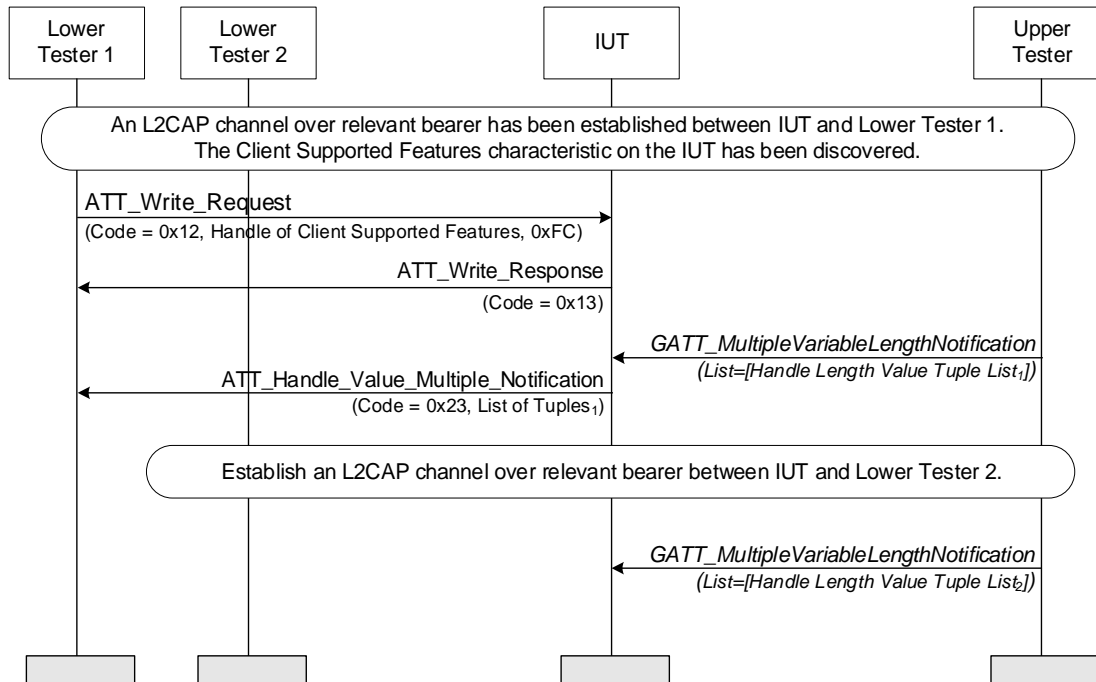 Lower
Tester 1
Lower
Tester 2
IUT
Upper
Tester
An L2CAP channel over relevant bearer has been established between IUT and Lower Tester 1.
The Client Supported Features characteristic on the IUT has been discovered.
ATT_Write_Request
(Code = 0x12, Handle of Client Supported Features, 0xFC)
ATT_Write_Response
(Code = 0x13)
GATT_MultipleVariableLengthNotification
(List=[Handle Length Value Tuple List₁])
ATT_Handle_Value_Multiple_Notification
(Code = 0x23, List of Tuples₁)
Establish an L2CAP channel over relevant bearer between IUT and Lower Tester 2.
GATT_MultipleVariableLengthNotification
(List=[Handle Length Value Tuple List₂])